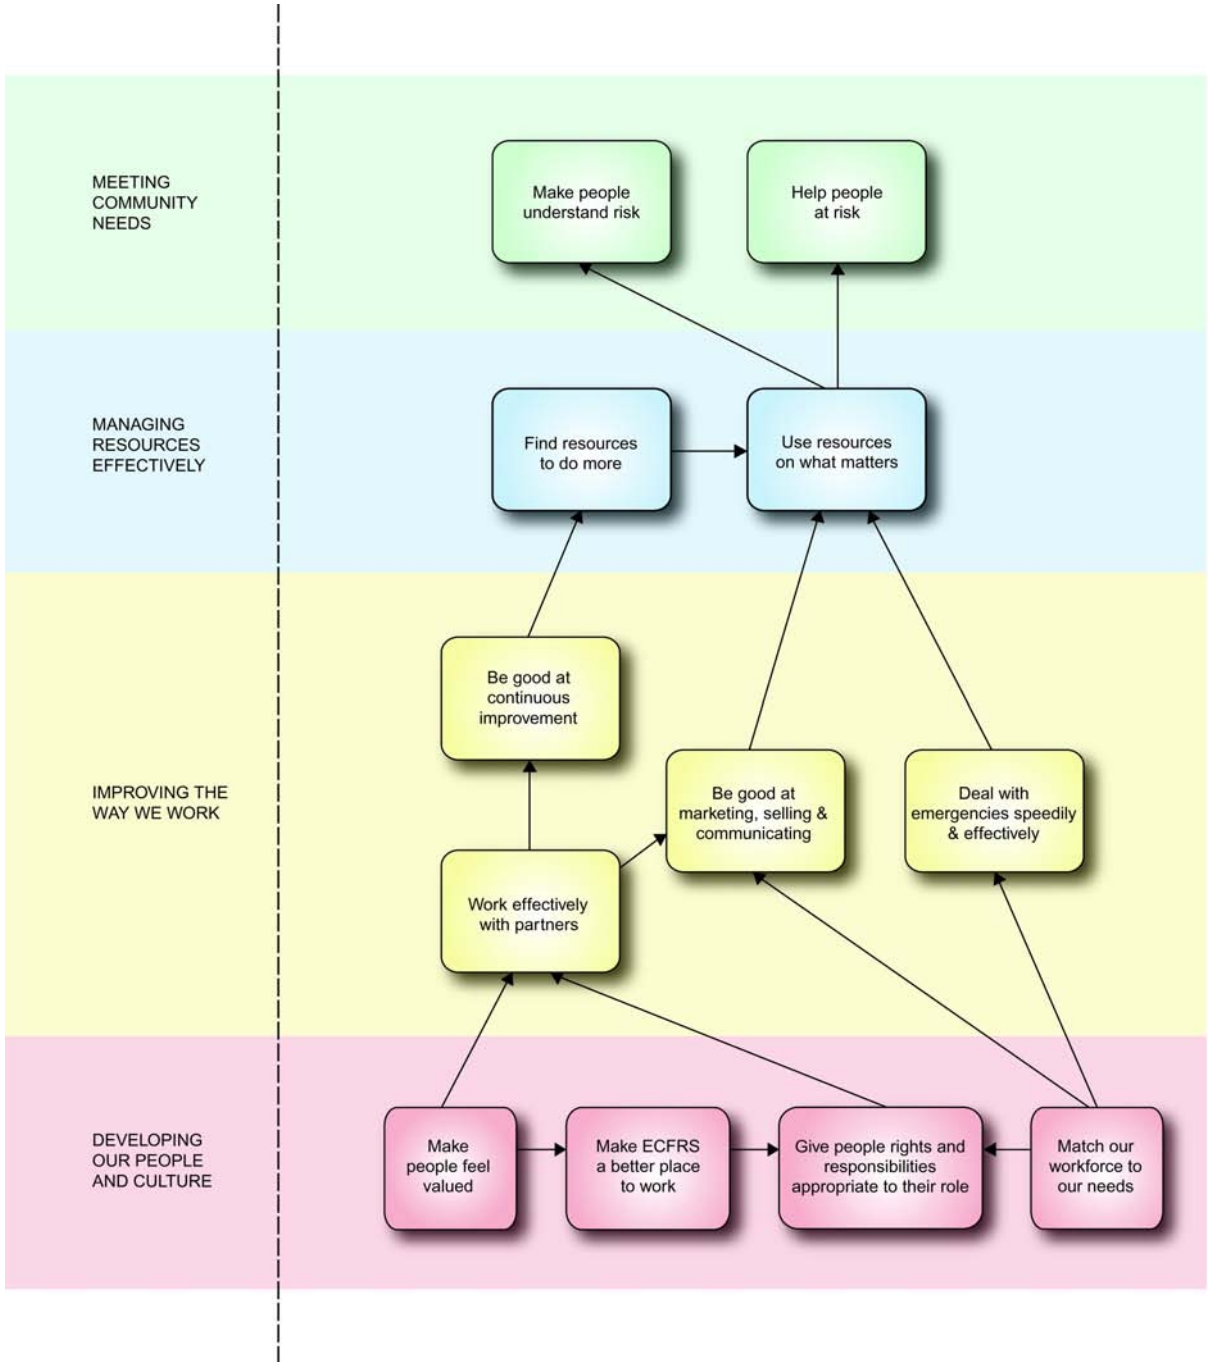 MEETING
COMMUNITY
NEEDS
Make people
understand risk
Help people
at risk
MANAGING
RESOURCES
EFFECTIVELY
Find resources
to do more
Use resources
on what matters
IMPROVING THE
WAY WE WORK
Be good at
continuous
improvement
Be good at
marketing, selling &
communicating
Deal with
emergencies speedily
& effectively
Work effectively
with partners
DEVELOPING
OUR PEOPLE
AND CULTURE
Make
people feel
valued
Make ECFRS
a better place
to work
Give people rights and
responsibilities
appropriate to their role
Match our
workforce to
our needs